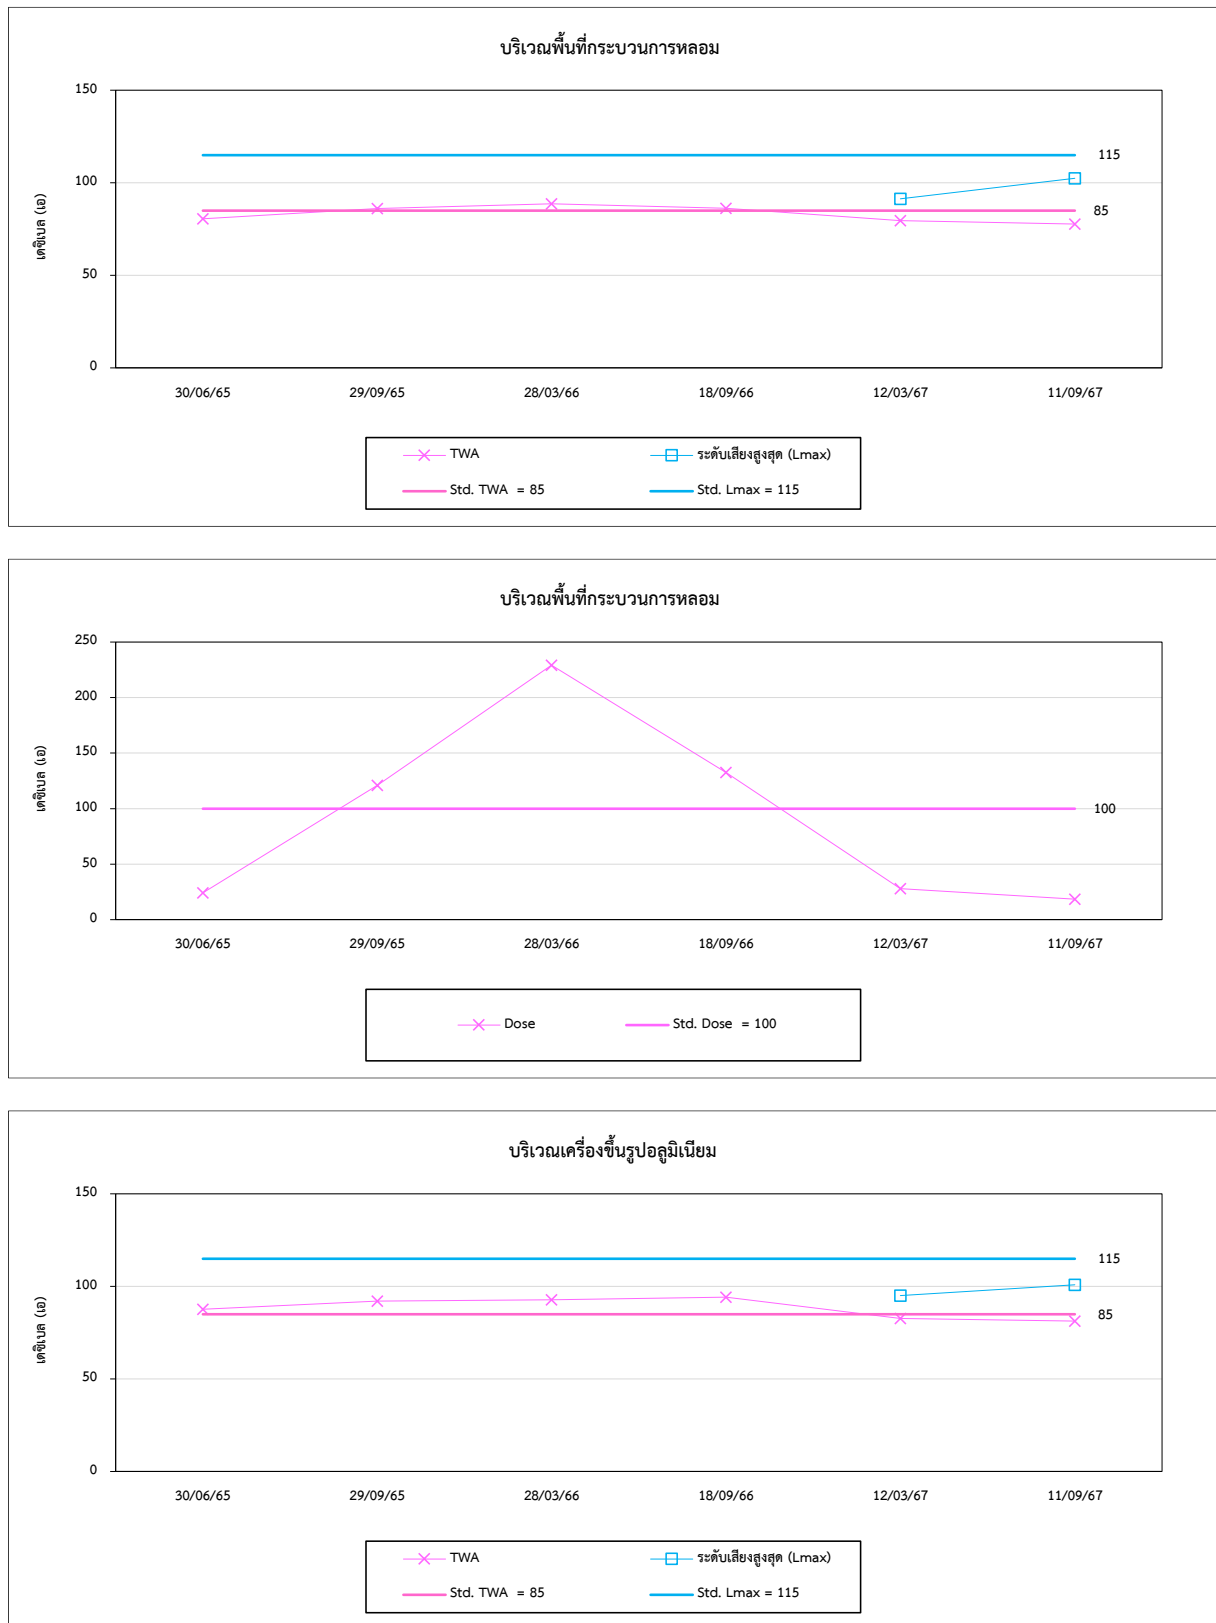 บริเวณพื้นที่กระบวนการหลอม
เดซิเบล (เอ)
150
100
50
0
115
85
30/06/65 29/09/65 28/03/66 18/09/66 12/03/67 11/09/67
TWA ระดับเสียงสูงสุด (Lmax)
Std. TWA = 85 Std. Lmax = 115
บริเวณพื้นที่กระบวนการหลอม
เดซิเบล (เอ)
250
200
150
100
50
0
100
30/06/65 29/09/65 28/03/66 18/09/66 12/03/67 11/09/67
Dose Std. Dose = 100
บริเวณเครื่องขึ้นรูปอลูมิเนียม
เดซิเบล (เอ)
150
100
50
0
115
85
30/06/65 29/09/65 28/03/66 18/09/66 12/03/67 11/09/67
TWA ระดับเสียงสูงสุด (Lmax)
Std. TWA = 85 Std. Lmax = 115